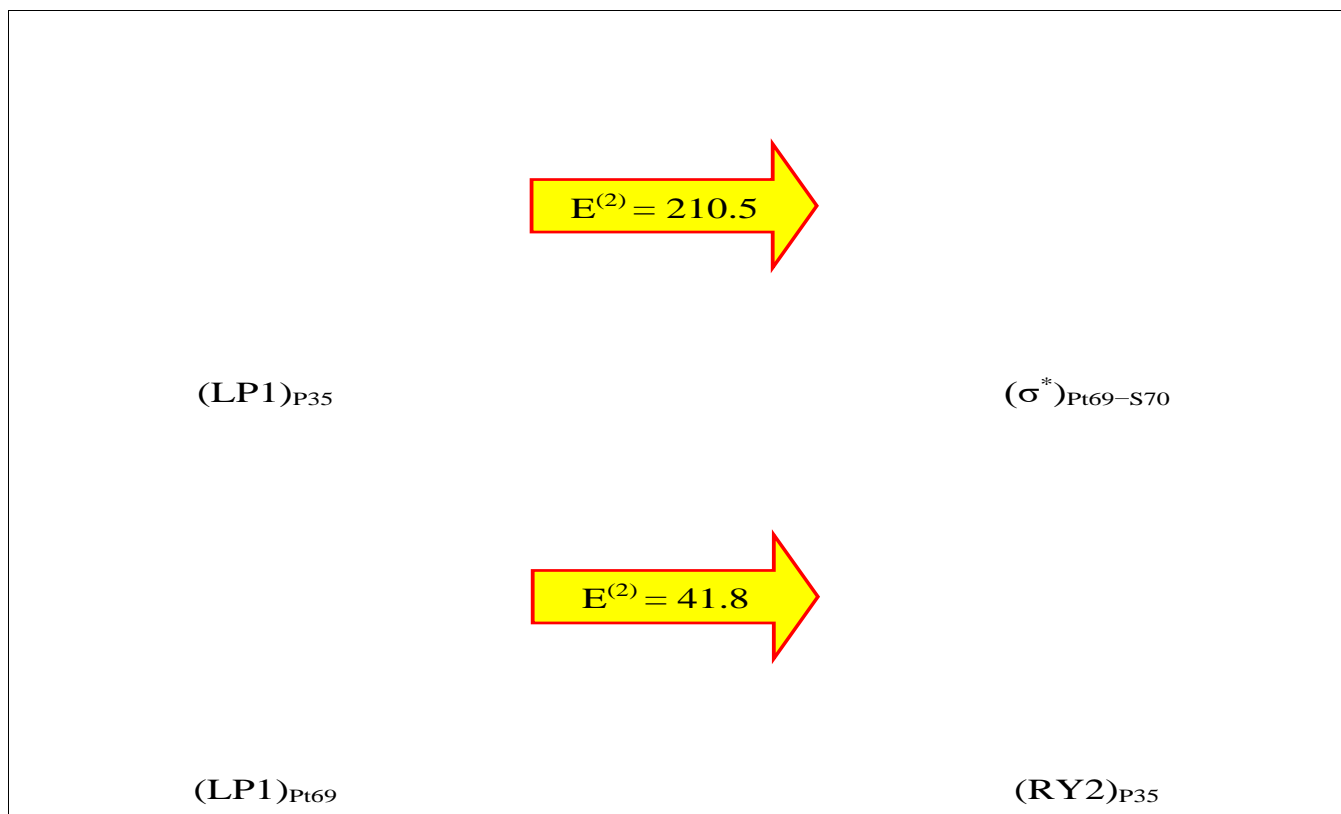 E⁽²⁾ = 210.5
(LP1)P35 (σ*)Pt69−S70
E⁽²⁾ = 41.8
(LP1)Pt69 (RY2)P35